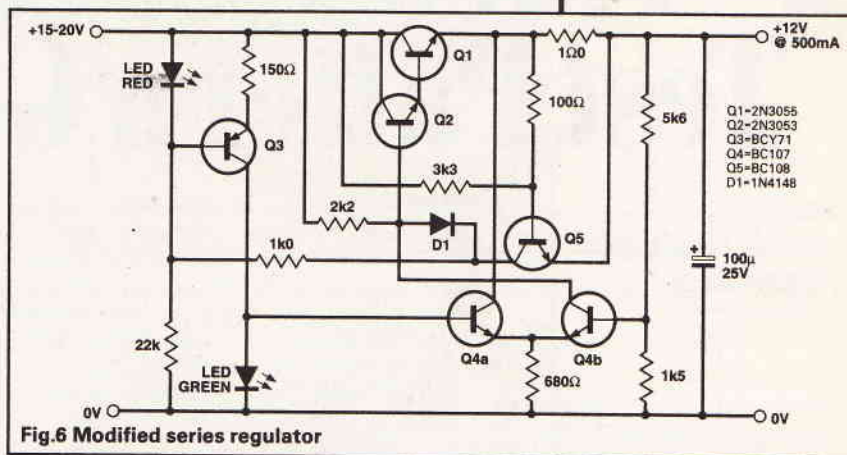 +15-20V
+12V
@ 500mA
LED
RED
150Ω
Q1
1Ω0
100Ω
5k6
Q2
Q3
Q1=2N3055
Q2=2N3053
Q3=BCY71
Q4=BC107
Q5=BC108
D1=1N4148
3k3
2k2
D1
Q5
1k0
+
100μ
25V
22k
Q4a
Q4b
LED
GREEN
680Ω
1k5
0V
0V
Fig.6 Modified series regulator